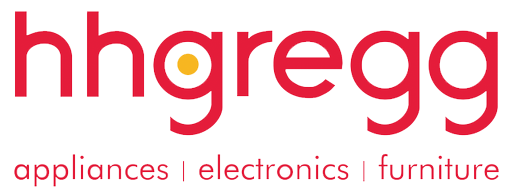 hhgregg
appliances | electronics | furniture